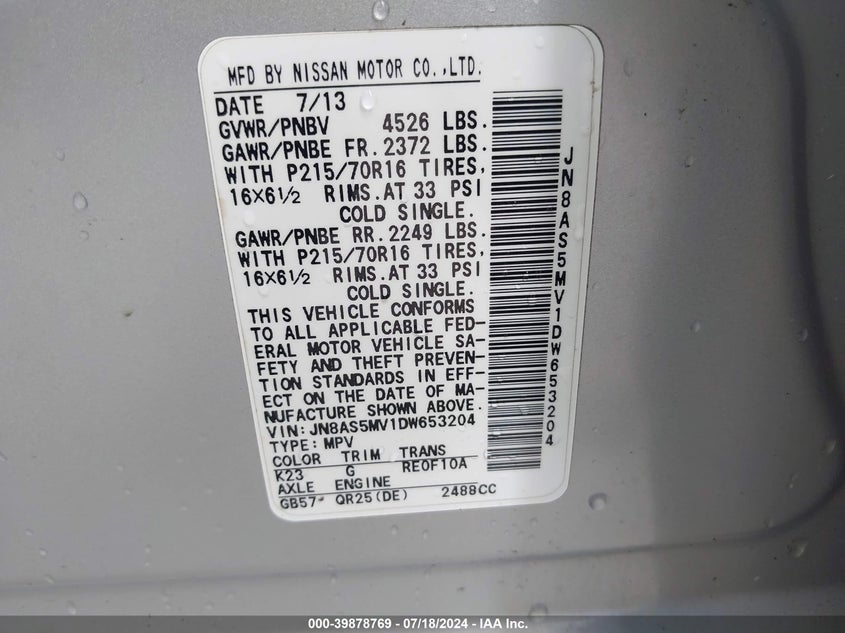 MFD BY NISSAN MOTOR CO.,LTD.
DATE 7/13
GVWR/PNBV 4526 LBS.
GAWR/PNBE FR.2372 LBS.
WITH P215/70R16 TIRES,
16×6½ RIMS.AT 33 PSI
COLD SINGLE.
GAWR/PNBE RR.2249 LBS.
WITH P215/70R16 TIRES,
16×6½ RIMS.AT 33 PSI
COLD SINGLE.
THIS VEHICLE CONFORMS
TO ALL APPLICABLE FED-
ERAL MOTOR VEHICLE SA-
FETY AND THEFT PREVEN-
TION STANDARDS IN EFF-
ECT ON THE DATE OF MA-
NUFACTURE SHOWN ABOVE.
VIN:JN8AS5MV1DW653204
TYPE:MPV
COLOR TRIM TRANS
K23 G RE0F10A
AXLE ENGINE
GB57* QR25(DE) 2488CC
JN8AS5MV1DW653204
000-39878769 - 07/18/2024 - IAA Inc.